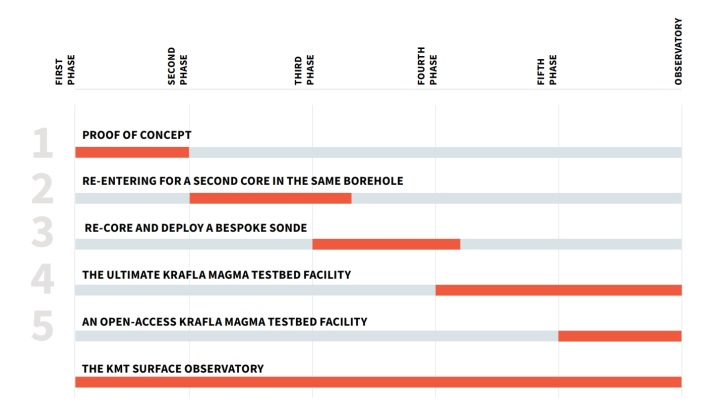 FIRST
PHASE
SECOND
PHASE
THIRD
PHASE
FOURTH
PHASE
FIFTH
PHASE
OBSERVATORY
1
PROOF OF CONCEPT
2
RE-ENTERING FOR A SECOND CORE IN THE SAME BOREHOLE
3
RE-CORE AND DEPLOY A BESPOKE SONDE
4
THE ULTIMATE KRAFLA MAGMA TESTBED FACILITY
5
AN OPEN-ACCESS KRAFLA MAGMA TESTBED FACILITY
THE KMT SURFACE OBSERVATORY